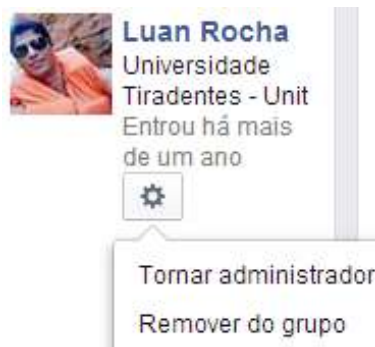 Luan Rocha
Universidade
Tiradentes - Unit
Entrou há mais
de um ano
Tornar administrador
Remover do grupo